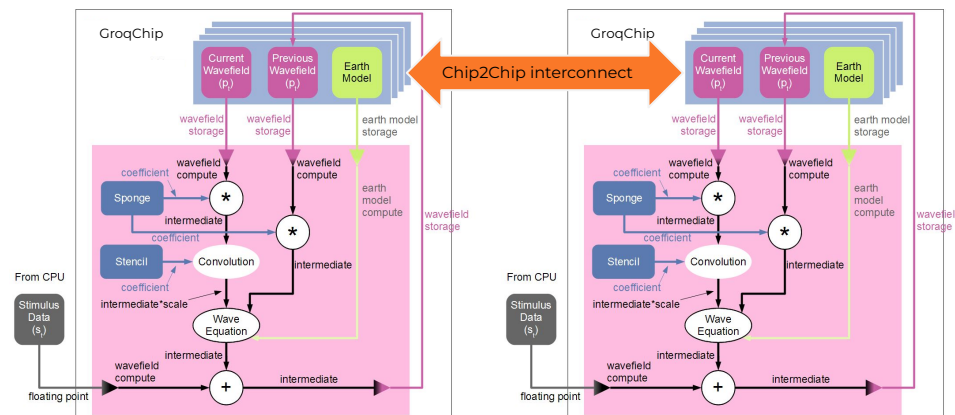 GroqChip
Current
Wavefield
(pᵢ)
Previous
Wavefield
(pᵢ)
Earth
Model
wavefield
storage
wavefield
storage
earth model
storage
wavefield
compute
wavefield
compute
coefficient
Sponge
*
intermediate
*
coefficient
earth
model
compute
wavefield
storage
Stencil
Convolution
coefficient
intermediate
intermediate*scale
Wave
Equation
From CPU
Stimulus
Data
(sᵢ)
intermediate
wavefield
compute
+
intermediate
floating point
Chip2Chip interconnect
GroqChip
Current
Wavefield
(pᵢ)
Previous
Wavefield
(pᵢ)
Earth
Model
wavefield
storage
wavefield
storage
earth model
storage
wavefield
compute
wavefield
compute
coefficient
Sponge
*
intermediate
*
coefficient
earth
model
compute
wavefield
storage
Stencil
Convolution
coefficient
intermediate
intermediate*scale
Wave
Equation
From CPU
Stimulus
Data
(sᵢ)
intermediate
wavefield
compute
+
intermediate
floating point